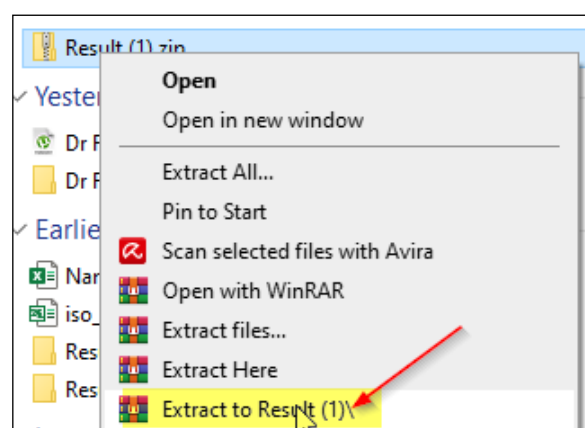 Result (1).zip
Open
Yester
Open in new window
Dr F
Dr F
Extract All...
Pin to Start
Earlie
Scan selected files with Avira
Nar
Open with WinRAR
iso_
Extract files...
Res
Extract Here
Res
Extract to Result (1)\